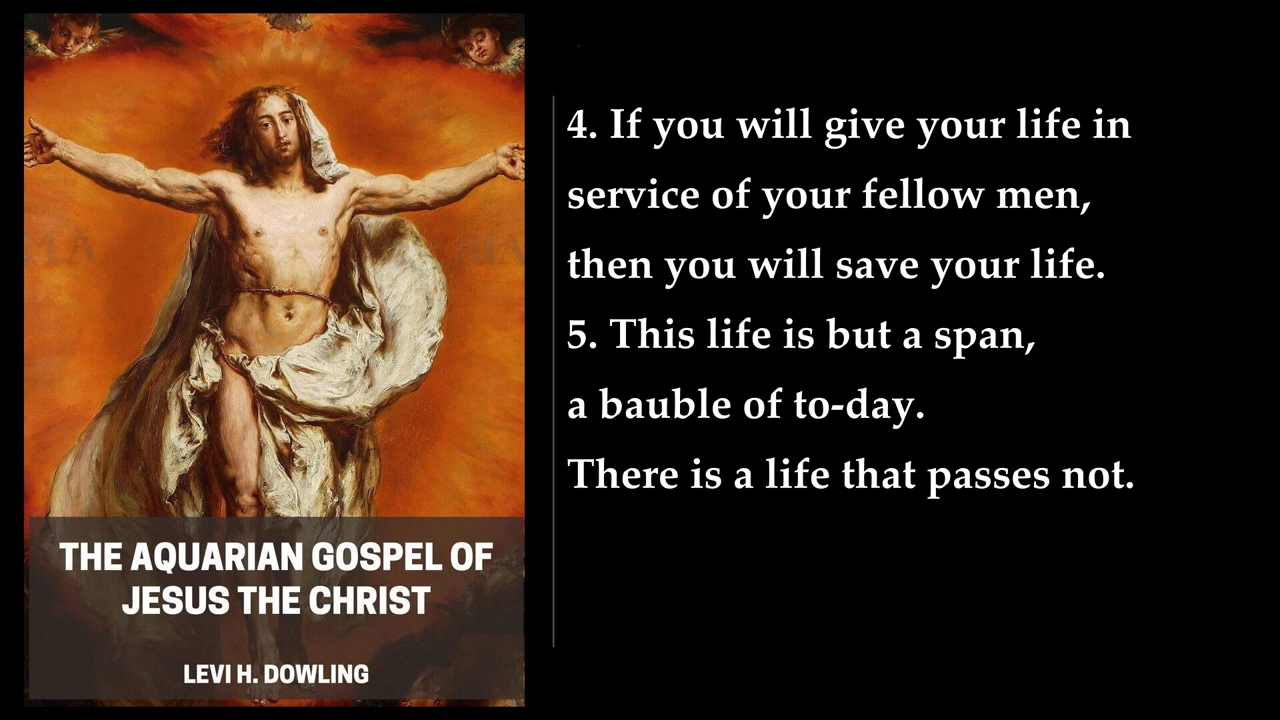 THE AQUARIAN GOSPEL OF
JESUS THE CHRIST
LEVI H. DOWLING
4. If you will give your life in
service of your fellow men,
then you will save your life.
5. This life is but a span,
a bauble of to-day.
There is a life that passes not.